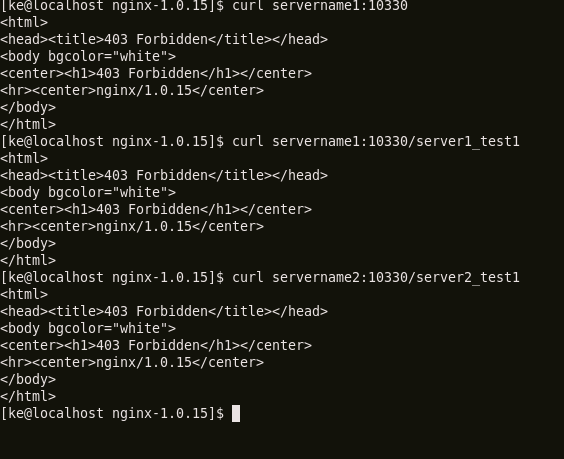 [ke@localhost nginx-1.0.15]$ curl servername1:10330
<html>
<head><title>403 Forbidden</title></head>
<body bgcolor="white">
<center><h1>403 Forbidden</h1></center>
<hr><center>nginx/1.0.15</center>
</body>
</html>
[ke@localhost nginx-1.0.15]$ curl servername1:10330/server1_test1
<html>
<head><title>403 Forbidden</title></head>
<body bgcolor="white">
<center><h1>403 Forbidden</h1></center>
<hr><center>nginx/1.0.15</center>
</body>
</html>
[ke@localhost nginx-1.0.15]$ curl servername2:10330/server2_test1
<html>
<head><title>403 Forbidden</title></head>
<body bgcolor="white">
<center><h1>403 Forbidden</h1></center>
<hr><center>nginx/1.0.15</center>
</body>
</html>
[ke@localhost nginx-1.0.15]$